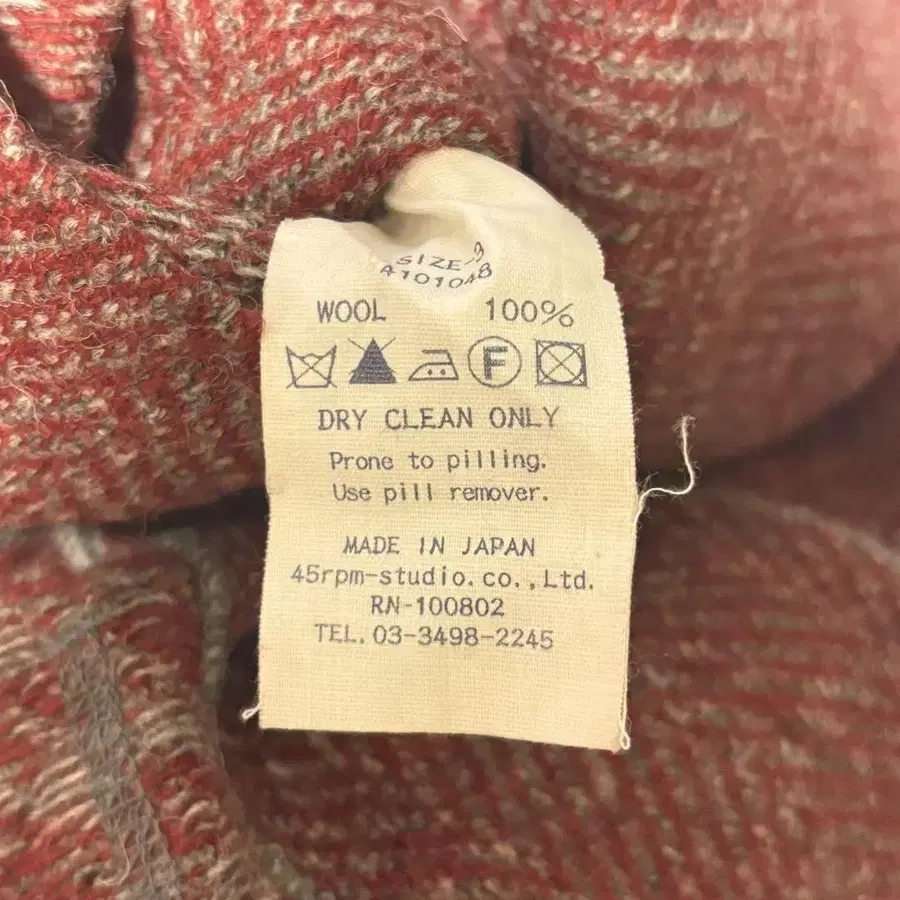 SIZE-3
4101048
WOOL 100%
F
DRY CLEAN ONLY
Prone to pilling.
Use pill remover.
MADE IN JAPAN
45rpm-studio.co.,Ltd.
RN-100802
TEL.03-3498-2245